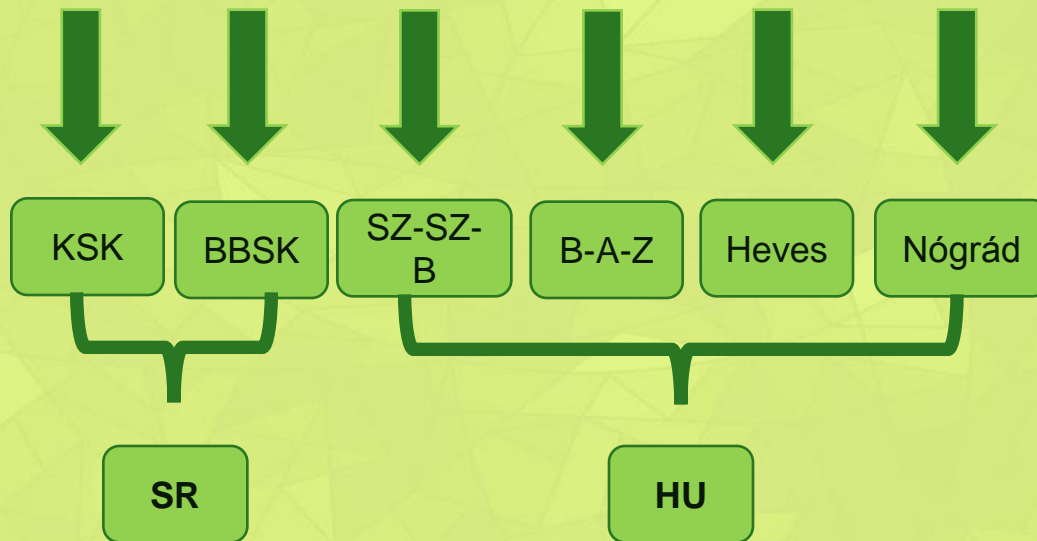 KSK
BBSK
SZ-SZ-
B
B-A-Z
Heves
Nógrád
SR
HU